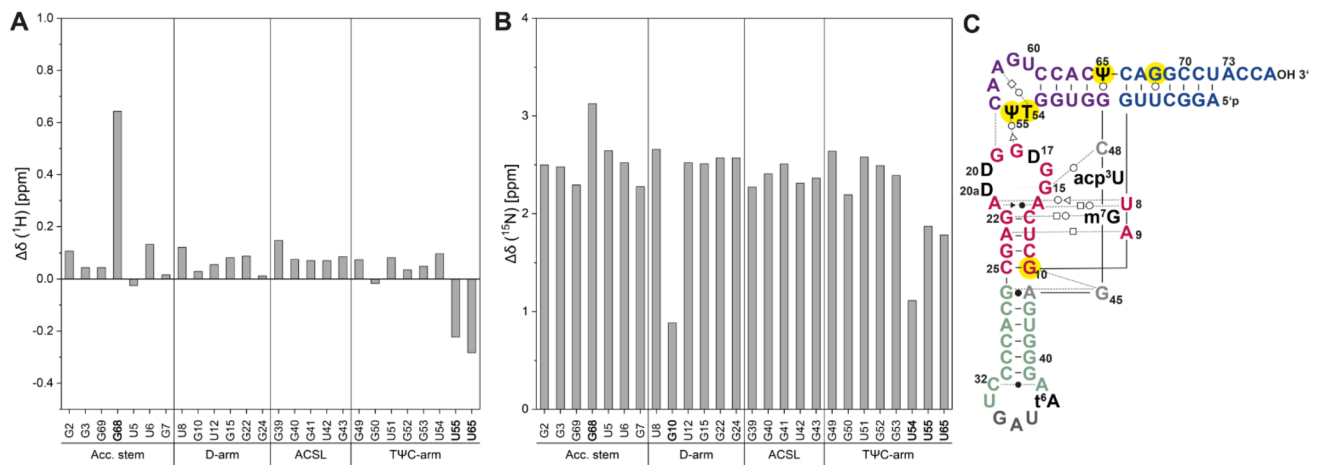 A
B
C
Δδ (¹H) [ppm]
1.0
0.8
0.6
0.4
0.2
0.0
-0.2
-0.4
G2 G3 G69 G68 U5 U6 G7 U8 G10 U12 G15 G22 G24 G39 G40 G41 U42 G43 G49 G50 U51 G52 G53 U54 U55 U65
Acc. stem D-arm ACSL TΨC-arm
Δδ (¹⁵N) [ppm]
4
3
2
1
0
G2 G3 G69 G68 U5 U6 G7 U8 G10 U12 G15 G22 G24 G39 G40 G41 U42 G43 G49 G50 U51 G52 G53 U54 U55 U65
Acc. stem D-arm ACSL TΨC-arm
60 65 70 73
A G U C C A C Ψ C A G G C C U A C C A OH 3'
A
C G G U G G G U U C G G A 5'p
Ψ T 54
55
G G D 17 C 48
20 D G acp³U
20a D G 15
A A U 8
22 G C m⁷G
A U A 9
G C
25 C G 10
G A G 45
C G
A U
C G
C G 40
C G
32 C A
U t⁶A
G A U